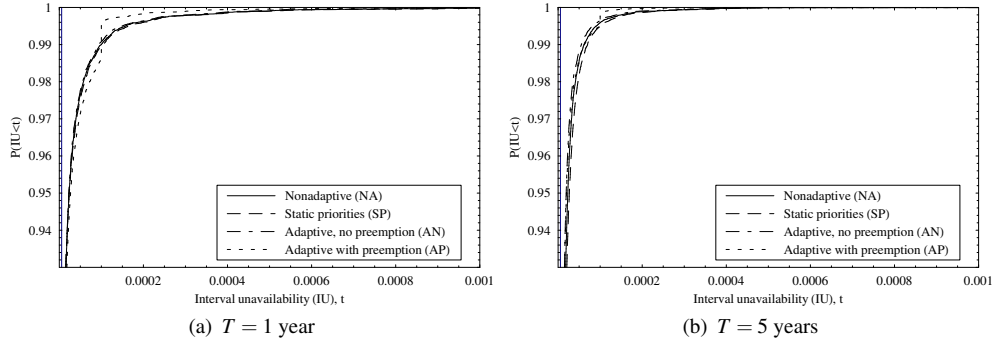 1
0.99
0.98
0.97
0.96
0.95
0.94
P(IU<t)
Nonadaptive (NA)
Static priorities (SP)
Adaptive, no preemption (AN)
Adaptive with preemption (AP)
0.0002 0.0004 0.0006 0.0008 0.001
Interval unavailability (IU), t
(a) T = 1 year
1
0.99
0.98
0.97
0.96
0.95
0.94
P(IU<t)
Nonadaptive (NA)
Static priorities (SP)
Adaptive, no preemption (AN)
Adaptive with preemption (AP)
0.0002 0.0004 0.0006 0.0008 0.001
Interval unavailability (IU), t
(b) T = 5 years